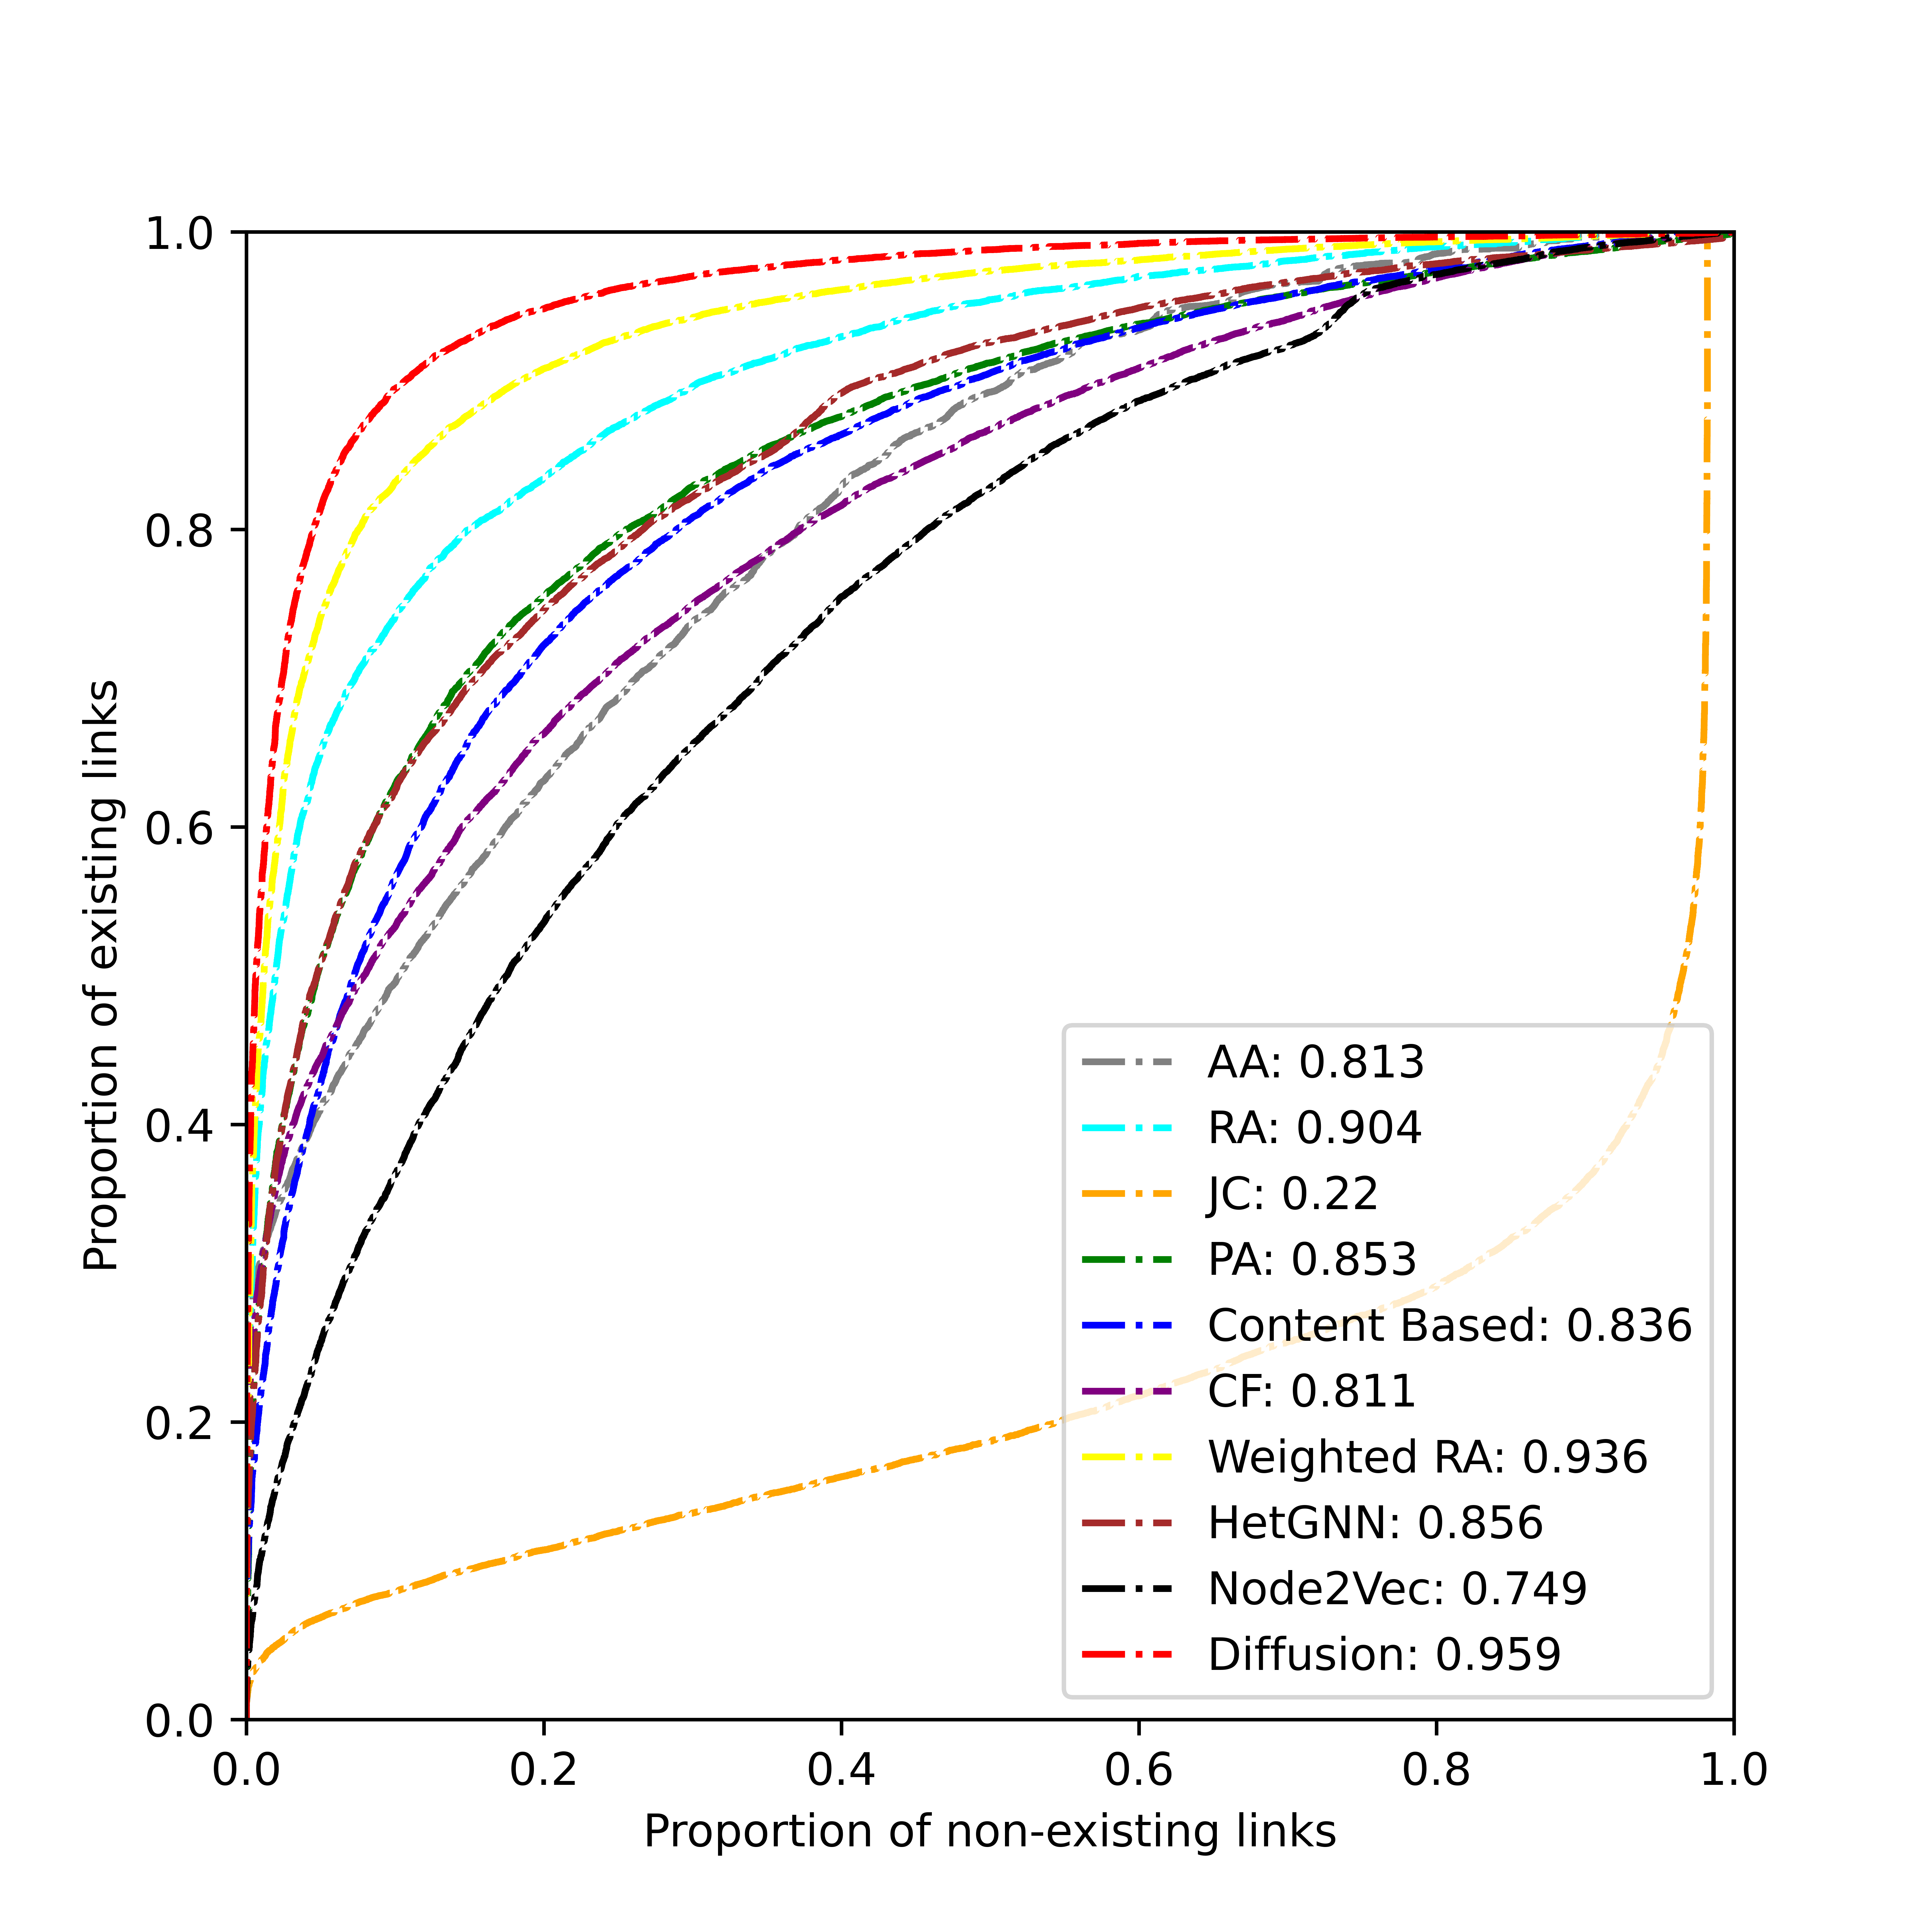 1.0
0.8
0.6
0.4
0.2
0.0
Proportion of existing links
0.0 0.2 0.4 0.6 0.8 1.0
Proportion of non-existing links
AA: 0.813
RA: 0.904
JC: 0.22
PA: 0.853
Content Based: 0.836
CF: 0.811
Weighted RA: 0.936
HetGNN: 0.856
Node2Vec: 0.749
Diffusion: 0.959